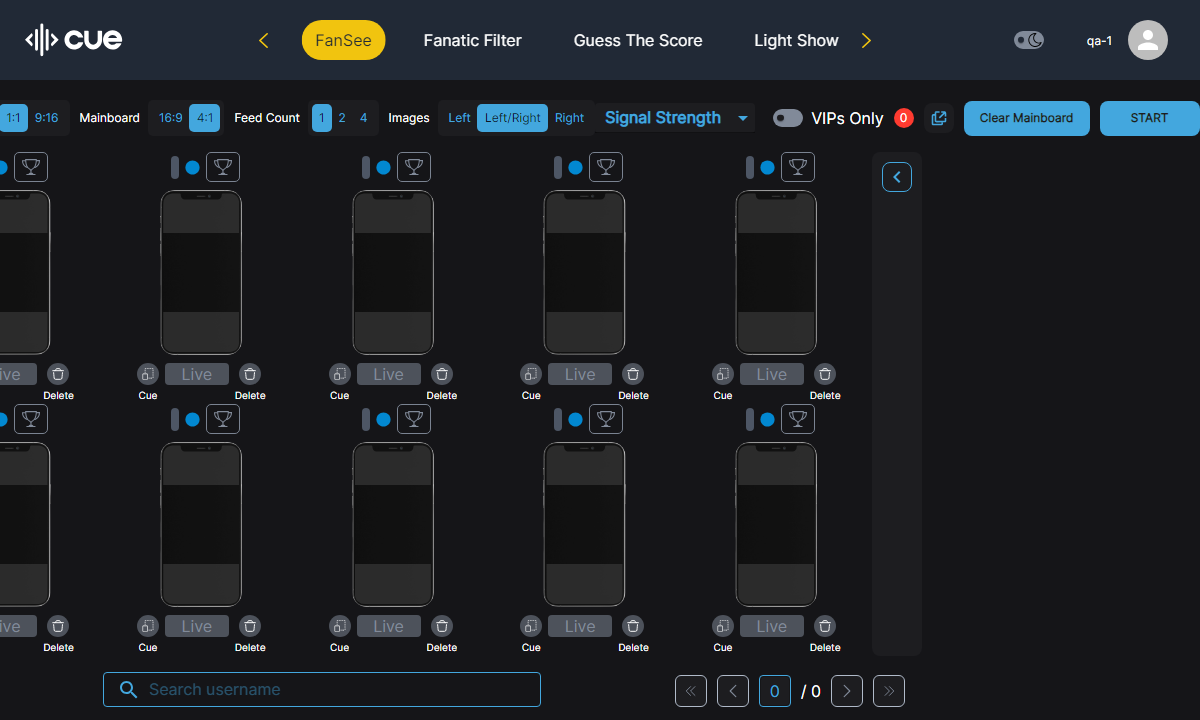 cue
FanSee Fanatic Filter Guess The Score Light Show
qa-1
1:1 9:16 Mainboard 16:9 4:1 Feed Count 1 2 4 Images Left Left/Right Right Signal Strength VIPs Only 0 Clear Mainboard START
Live Live Live Live
Delete Cue Delete Cue Delete Cue Delete Cue Delete
Live Live Live Live
Delete Cue Delete Cue Delete Cue Delete Cue Delete
Search username
0 / 0